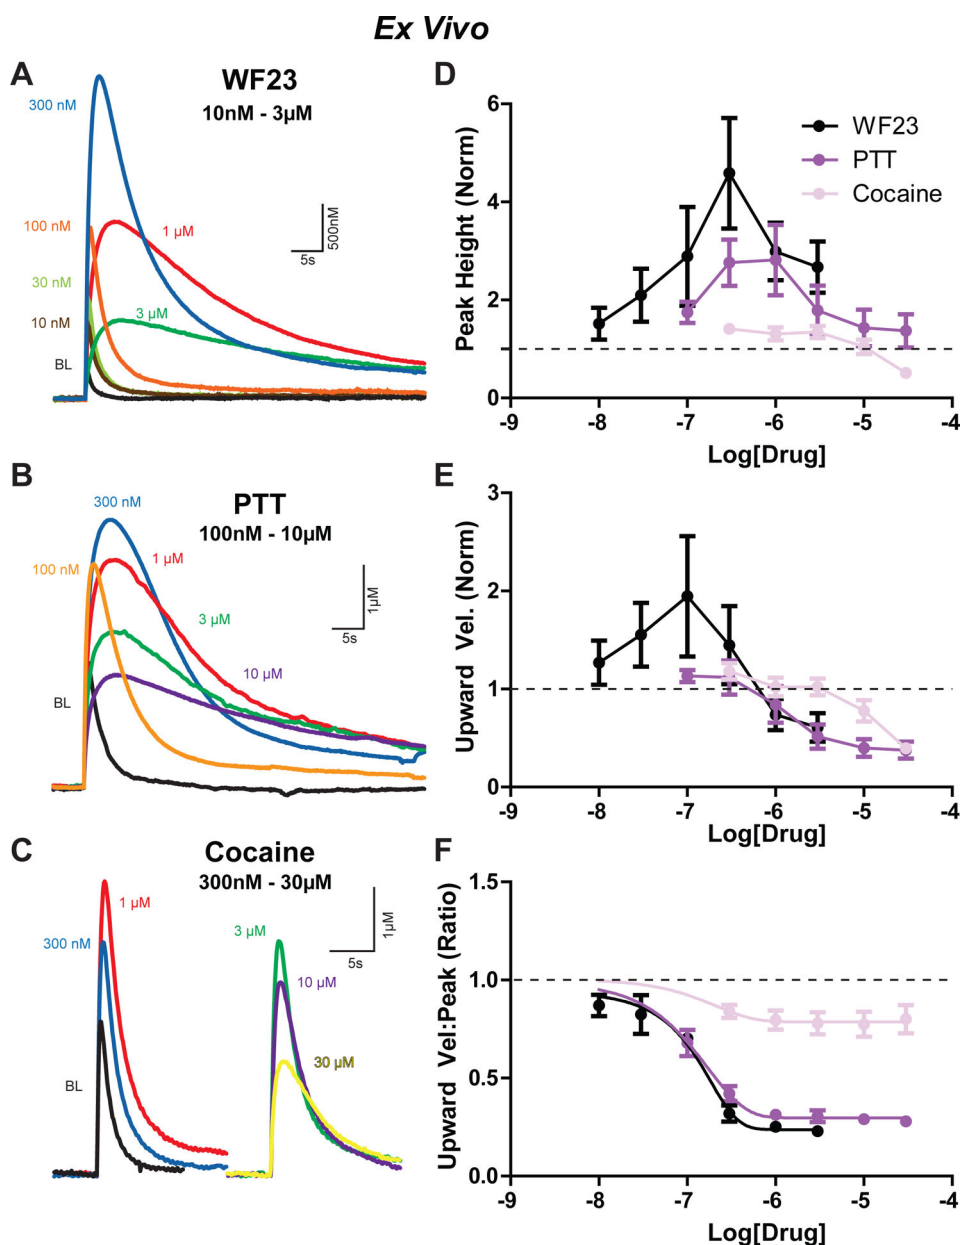 Ex Vivo
A
WF23
10nM - 3µM
300 nM
100 nM
30 nM
10 nM
BL
1 µM
3 µM
500nM
5s
B
PTT
100nM - 10µM
300 nM
100 nM
1 µM
3 µM
10 µM
BL
1µM
5s
C
Cocaine
300nM - 30µM
1 µM
300 nM
BL
3 µM
10 µM
30 µM
1µM
5s
D
Peak Height (Norm)
6
4
2
0
WF23
PTT
Cocaine
-9 -8 -7 -6 -5 -4
Log[Drug]
E
Upward Vel. (Norm)
3
2
1
0
-9 -8 -7 -6 -5 -4
Log[Drug]
F
Upward Vel:Peak (Ratio)
1.5
1.0
0.5
0.0
-9 -8 -7 -6 -5 -4
Log[Drug]